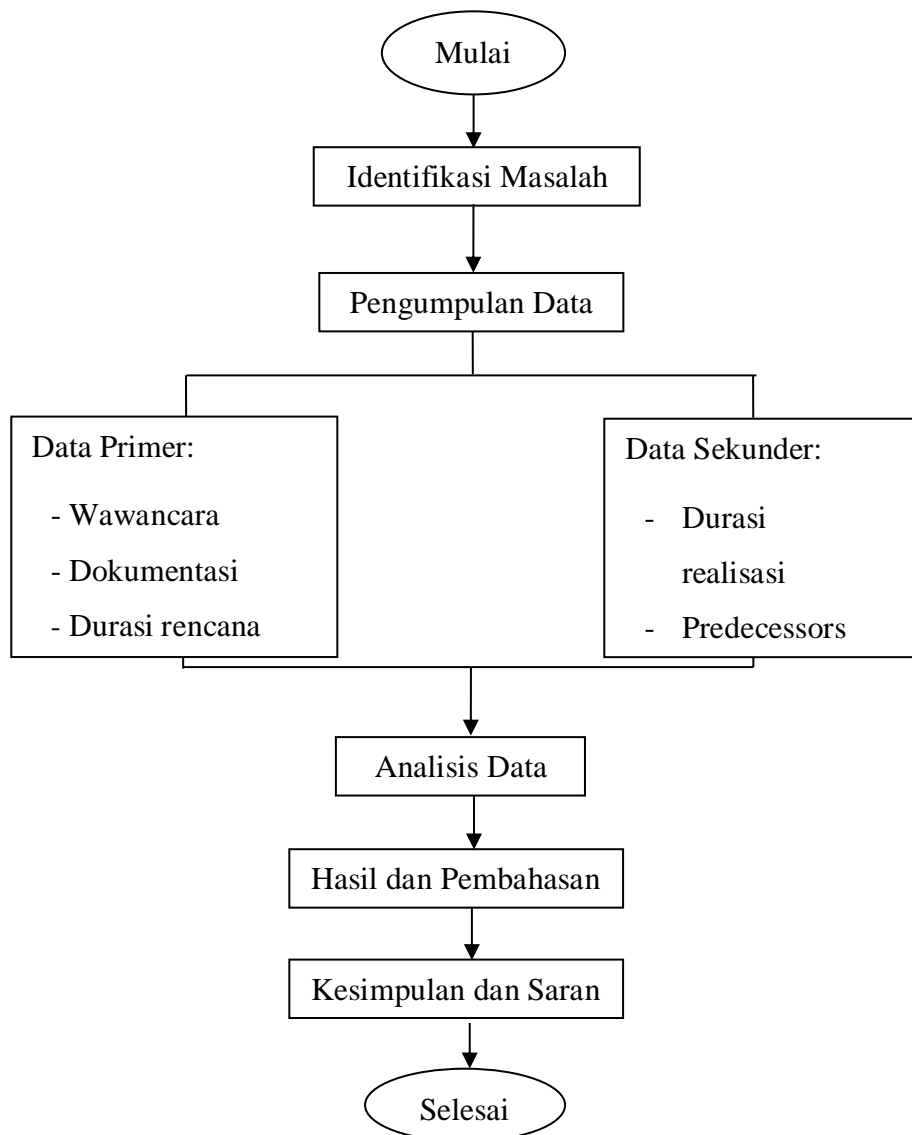 Mulai
Identifikasi Masalah
Pengumpulan Data
Data Primer:
- Wawancara
- Dokumentasi
- Durasi rencana
Data Sekunder:
- Durasi
realisasi
- Predecessors
Analisis Data
Hasil dan Pembahasan
Kesimpulan dan Saran
Selesai